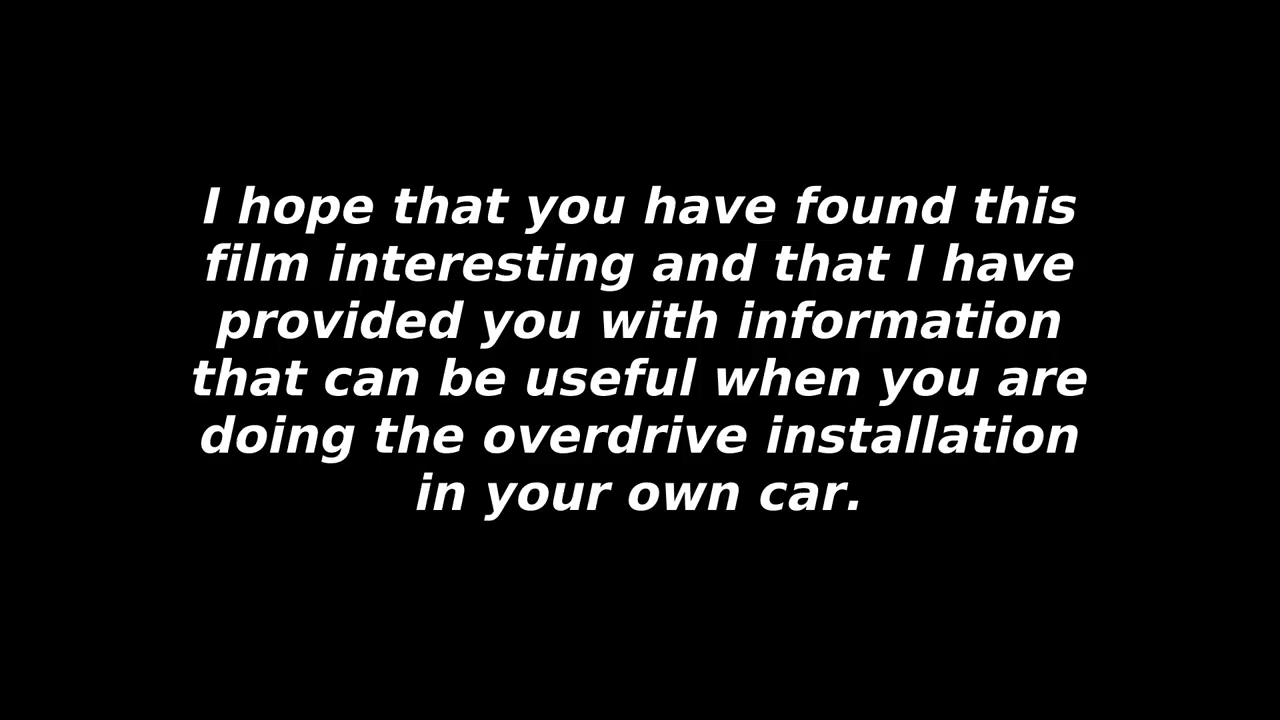 I hope that you have found this
film interesting and that I have
provided you with information
that can be useful when you are
doing the overdrive installation
in your own car.